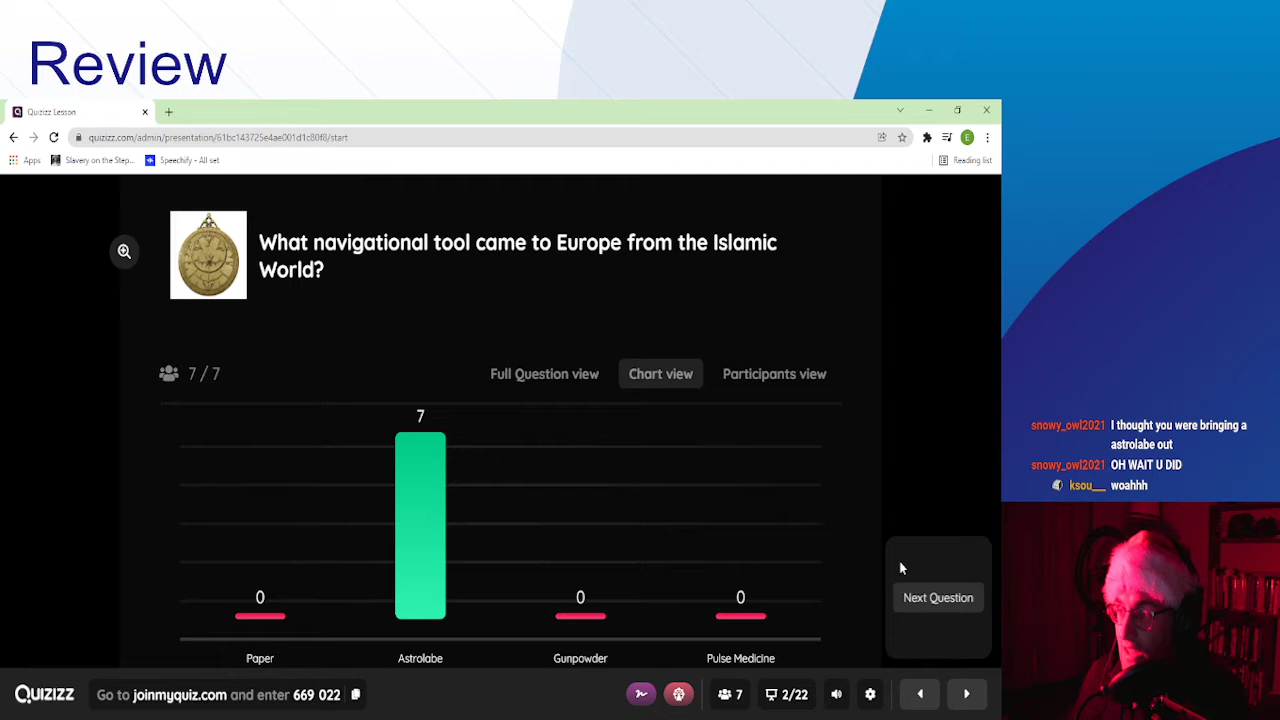 Review
Quizizz Lesson
quizizz.com/admin/presentation/61bc143725e4ae001d1c80f8/start
Apps Slavery on the Step... Speechify - All set Reading list
E
What navigational tool came to Europe from the Islamic
World?
7 / 7 Full Question view Chart view Participants view
7
0 0 0
Paper Astrolabe Gunpowder Pulse Medicine
Next Question
Quizizz Go to joinmyquiz.com and enter 669 022 7 2/22
snowy_owl2021 I thought you were bringing a
astrolabe out
snowy_owl2021 OH WAIT U DID
ksou__ woahhh